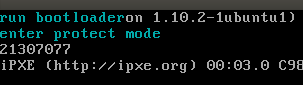 run bootloaderon 1.10.2-1ubuntu1)
enter protect mode
21307077
iPXE (http://ipxe.org) 00:03.0 C98